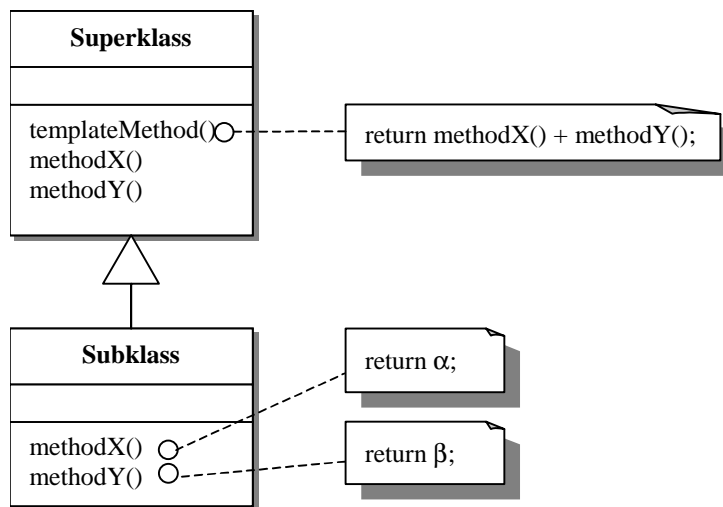 Superklass
templateMethod()
return methodX() + methodY();
methodX()
methodY()
Subklass
return α;
methodX()
methodY()
return β;